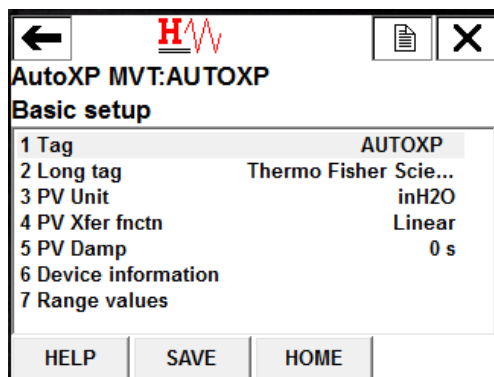 H
AutoXP MVT:AUTOXP
Basic setup
1 Tag AUTOXP
2 Long tag Thermo Fisher Scie...
3 PV Unit inH2O
4 PV Xfer fnctn Linear
5 PV Damp 0 s
6 Device information
7 Range values
HELP SAVE HOME